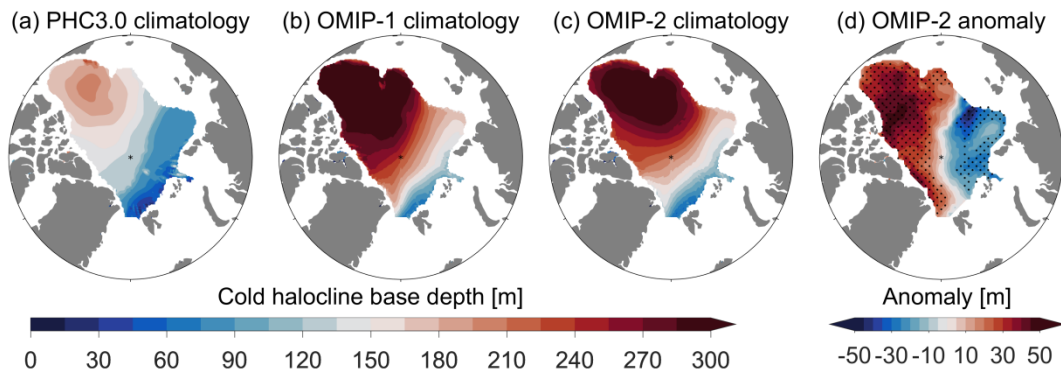 (a) PHC3.0 climatology (b) OMIP-1 climatology (c) OMIP-2 climatology (d) OMIP-2 anomaly
Cold halocline base depth [m] Anomaly [m]
0 30 60 90 120 150 180 210 240 270 300 -50 -30 -10 10 30 50